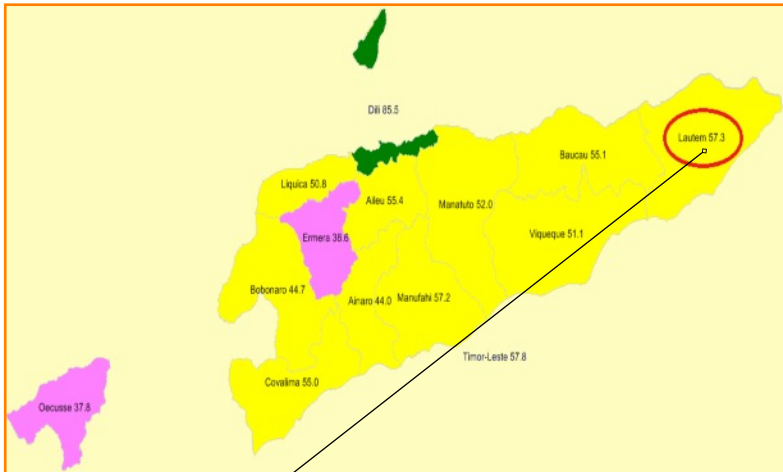 Dili 85.5
Lautem 57.3
Baucau 55.1
Liquica 50.8
Aileu 55.4
Manatuto 52.0
Ermera 38.6
Viqueque 51.1
Bobonaro 44.7
Ainaro 44.0
Manufahi 57.2
Timor-Leste 57.8
Covalima 55.0
Oecusse 37.8